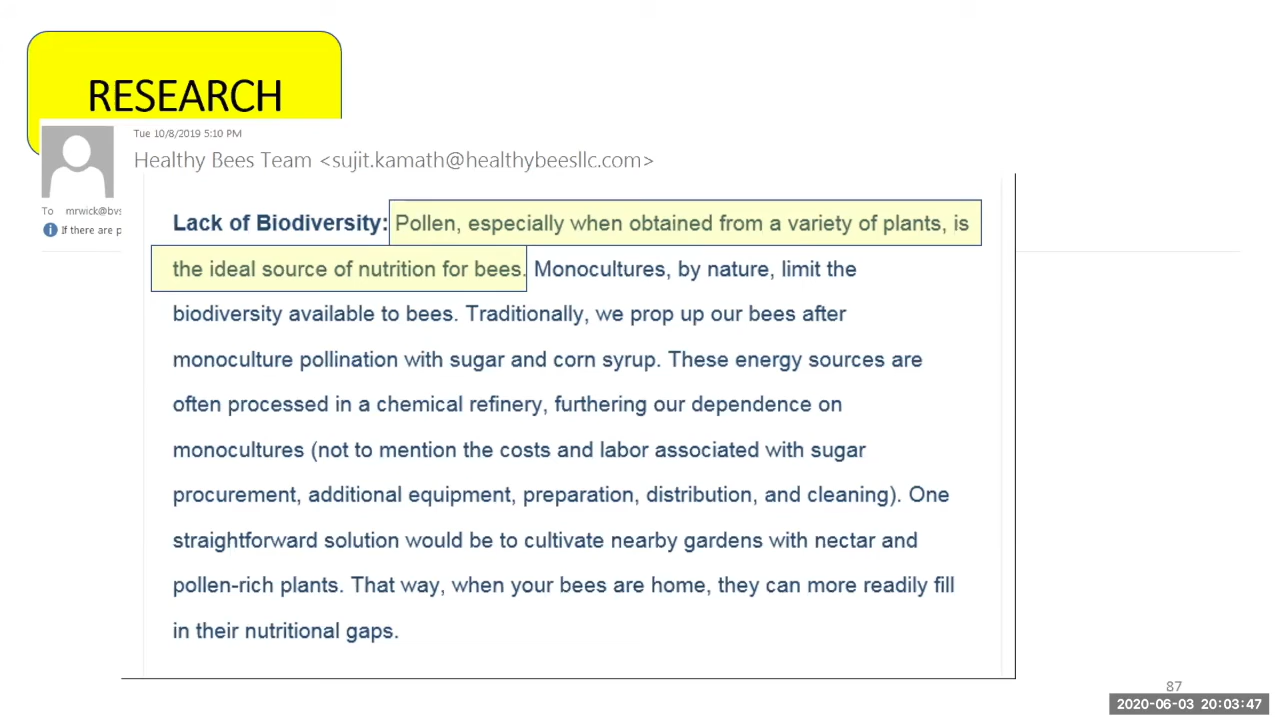 RESEARCH
Tue 10/8/2019 5:10 PM
Healthy Bees Team <sujit.kamath@healthybeesllc.com>
To mrwick@bvs
If there are p
Lack of Biodiversity: Pollen, especially when obtained from a variety of plants, is
the ideal source of nutrition for bees. Monocultures, by nature, limit the
biodiversity available to bees. Traditionally, we prop up our bees after
monoculture pollination with sugar and corn syrup. These energy sources are
often processed in a chemical refinery, furthering our dependence on
monocultures (not to mention the costs and labor associated with sugar
procurement, additional equipment, preparation, distribution, and cleaning). One
straightforward solution would be to cultivate nearby gardens with nectar and
pollen-rich plants. That way, when your bees are home, they can more readily fill
in their nutritional gaps.
87
2020-06-03 20:03:47